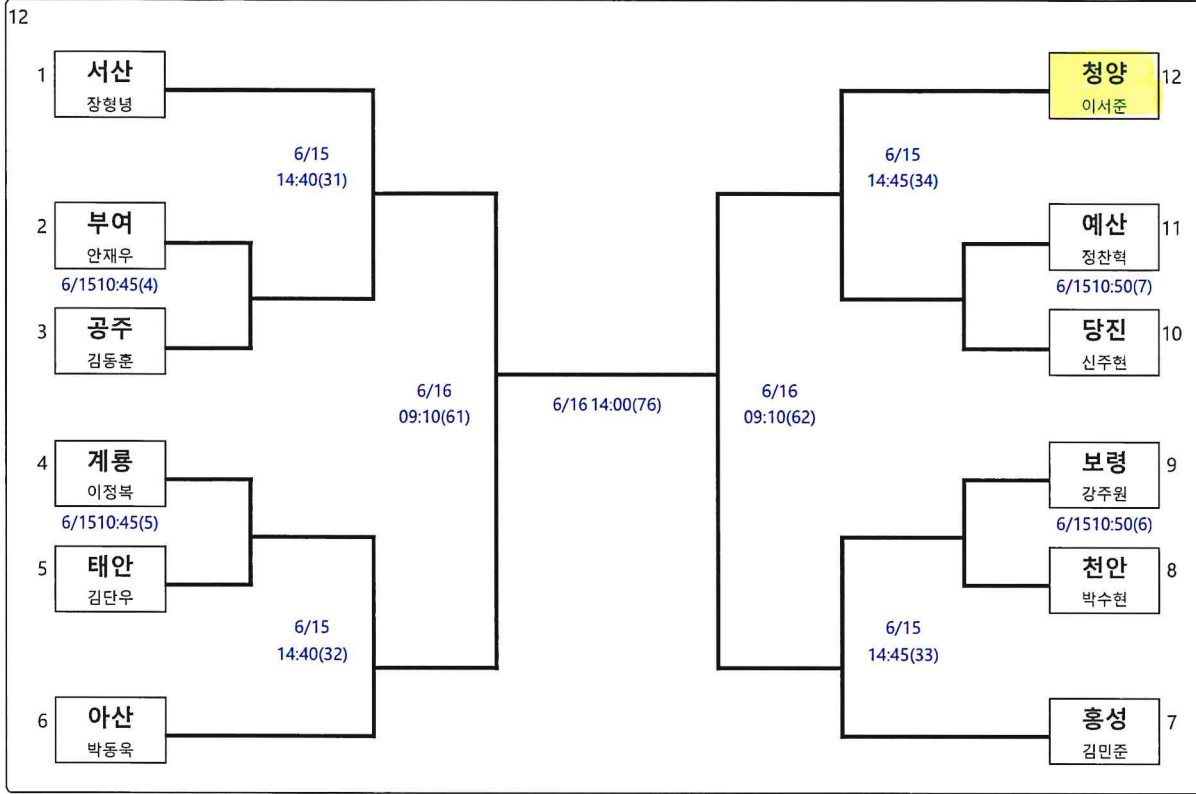 12
1
서산
장형녕
6/15
14:40(31)
2
부여
안재우
6/1510:45(4)
3
공주
김동훈
6/16
09:10(61)
4
계룡
이정복
6/1510:45(5)
5
태안
김단우
6/15
14:40(32)
6
아산
박동욱
6/16 14:00(76)
청양
이서준
12
6/15
14:45(34)
예산
정찬혁
11
6/1510:50(7)
당진
신주현
10
6/16
09:10(62)
보령
강주원
9
6/1510:50(6)
천안
박수현
8
6/15
14:45(33)
홍성
김민준
7